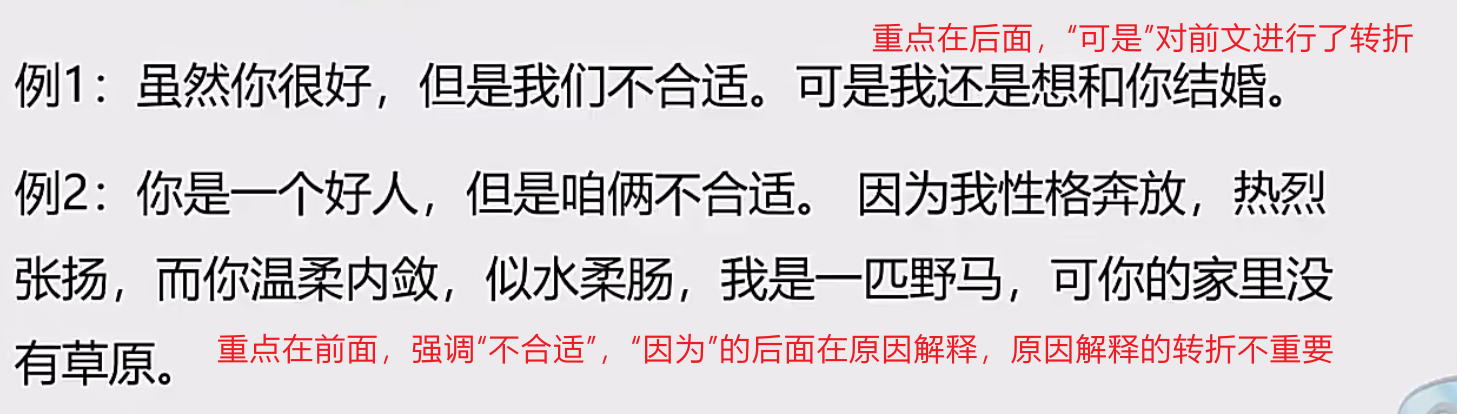 重点在后面，“可是”对前文进行了转折
例1：虽然你很好，但是我们不合适。可是我还是想和你结婚。
例2：你是一个好人，但是咱俩不合适。 因为我性格奔放，热烈
张扬，而你温柔内敛，似水柔肠，我是一匹野马，可你的家里没
有草原。
重点在前面，强调“不合适”，“因为”的后面在原因解释，原因解释的转折不重要